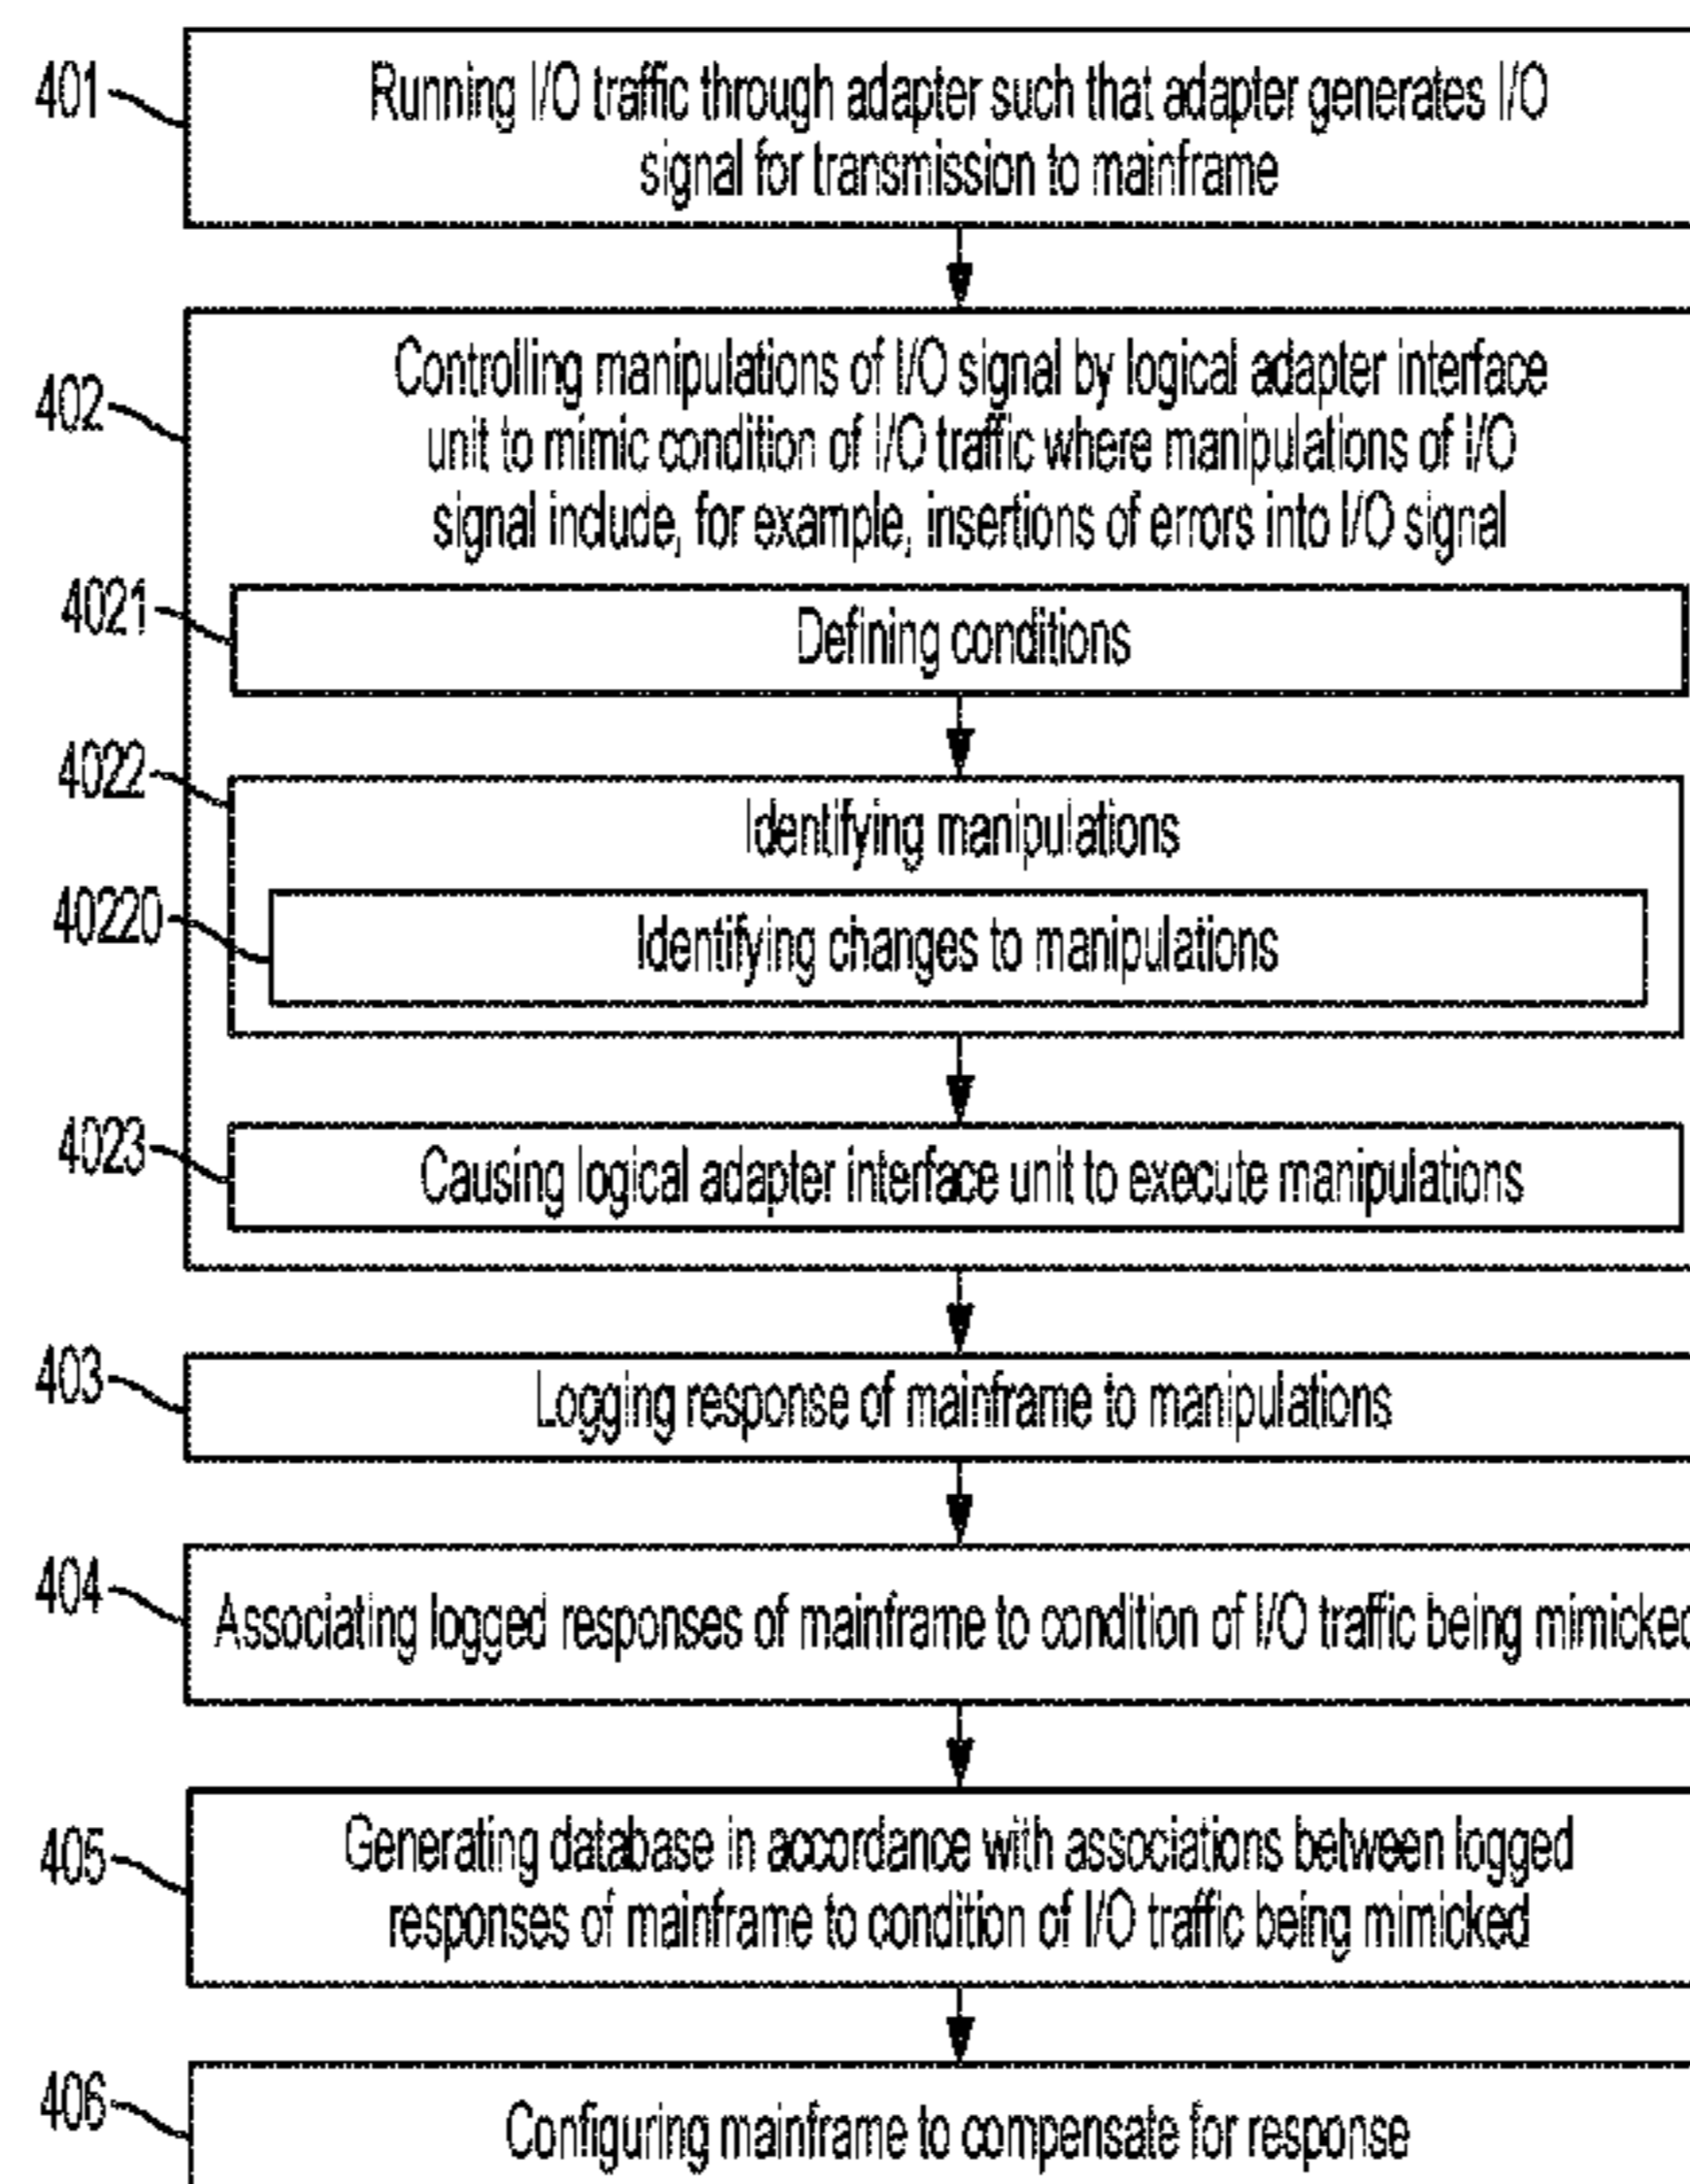 401
Running I/O traffic through adapter such that adapter generates I/O
signal for transmission to mainframe
402
Controlling manipulations of I/O signal by logical adapter interface
unit to mimic condition of I/O traffic where manipulations of I/O
signal include, for example, insertions of errors into I/O signal
4021
Defining conditions
4022
Identifying manipulations
40220
Identifying changes to manipulations
4023
Causing logical adapter interface unit to execute manipulations
403
Logging response of mainframe to manipulations
404
Associating logged responses of mainframe to condition of I/O traffic being mimicked
405
Generating database in accordance with associations between logged
responses of mainframe to condition of I/O traffic being mimicked
406
Configuring mainframe to compensate for response